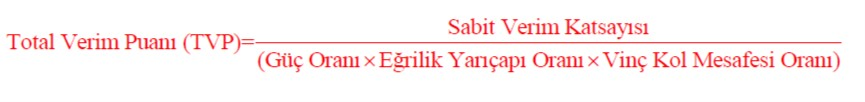 Sabit Verim Katsayısı
Total Verim Puanı (TVP)=
(Güç Oranı×Eğrilik Yarıçapı Oranı×Vinç Kol Mesafesi Oranı)